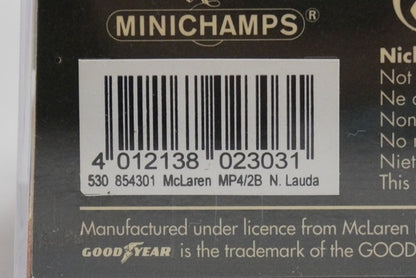 MINICHAMPS®
4 012138 023031
530 854301 McLaren MP4/2B N. Lauda
Nic
Not
Ne
Non
No
Niet
This
Manufactured under licence from McLaren
GOODYEAR is the trademark of the GOOD